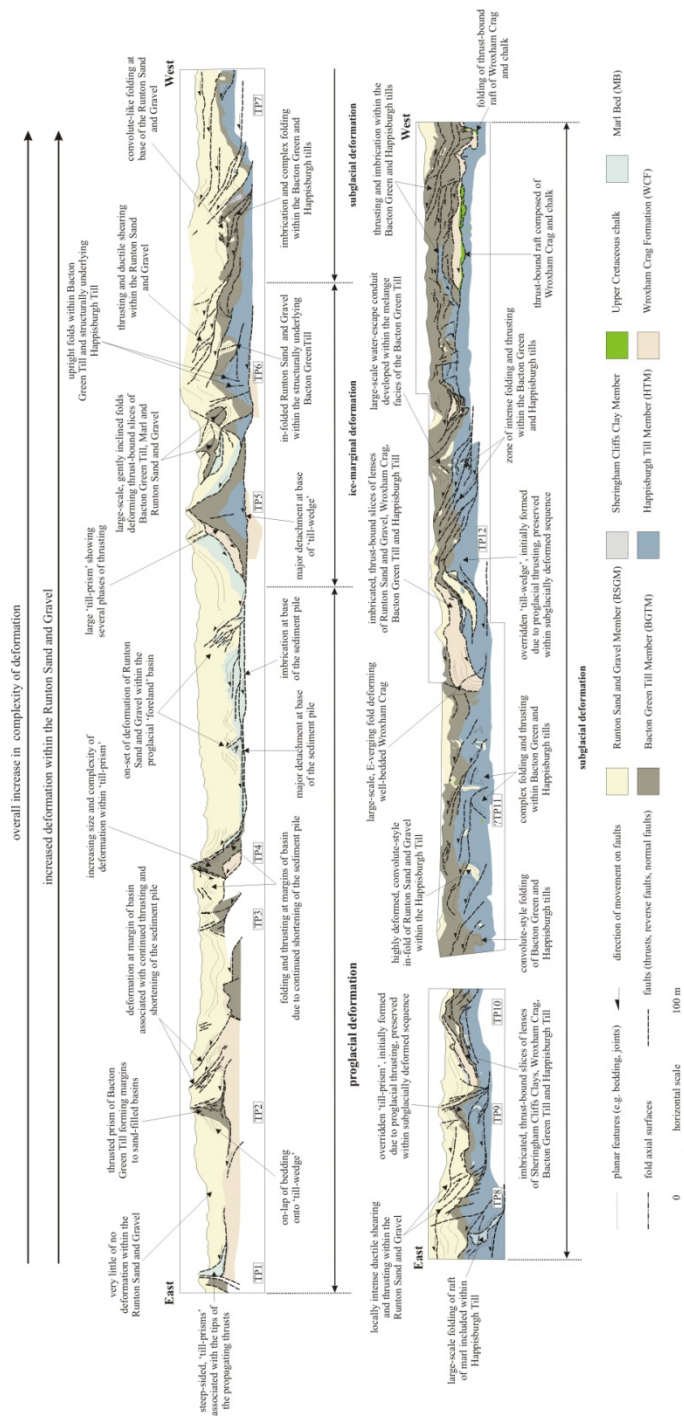 overall increase in complexity of deformation
increased deformation within the Runton Sand and Gravel
very little of no
deformation within the
Runton Sand and Gravel
thrusted prism of Bacton
Green Till forming margins
to sand-filled basins
deformation at margin of basin
associated with continued thrusting and
shortening of the sediment pile
increasing size and complexity of
deformation within 'till-prism'
on-set of deformation of Runton
Sand and Gravel within the
proglacial 'foreland' basin
large 'till-prism' showing
several phases of thrusting
large-scale, gently inclined folds
deforming thrust-bound slices of
Bacton Green Till, Marl and
Runton Sand and Gravel
upright folds within Bacton
Green Till and structurally underlying
Happisburgh Till
thrusting and ductile shearing
within the Runton Sand
and Gravel
convolute-like folding at
base of the Runton Sand
and Gravel
East
West
steep-sided, 'till-prisms'
associated with the tips of
the propagating thrusts
TP1
TP2
TP3
TP4
TP5
TP6
TP7
on-lap of bedding
onto 'till-wedge'
folding and thrusting at margins of basin
due to continued shortening of the sediment pile
major detachment at base
of the sediment pile
imbrication at base
of the sediment pile
major detachment at base
of 'till-wedge'
in-folded Runton Sand and Gravel
within the structurally underlying
Bacton GreenTill
imbrication and complex folding
within the Bacton Green and
Happisburgh tills
proglacial deformation
ice-marginal deformation
subglacial deformation
locally intense ductile shearing
and thrusting within the
Runton Sand and Gravel
overridden 'till-prism', initially formed
due to proglacial thrusting, preserved
within subglacially deformed sequence
highly deformed, convolute-style
in-fold of Runton Sand and Gravel
within the Happisburgh Till
large-scale, E-verging fold deforming
well-bedded Wroxham Crag
imbricated, thrust-bound slices of lenses
of Runton Sand and Gravel, Wroxham Crag,
Bacton Green Till and Happisburgh Till
large-scale water-escape conduit
developed within the melange
facies of the Bacton Green Till
thrusting and imbrication within the
Bacton Green and Happisburgh tills
East
West
TP8
TP9
TP10
?TP11
TP12
large-scale folding of raft
of marl included within
Happisburgh Till
imbricated, thrust-bound slices of lenses
of Sheringham Cliffs Clays, Wroxham Crag,
Bacton Green Till and Happisburgh Till
convolute-style folding
of Bacton Green and
Happisburgh tills
complex folding and thrusting
within Bacton Green and
Happisburgh tills
overridden 'till-wedge', initially formed
due to proglacial thrusting, preserved
within subglacially deformed sequence
zone of intense folding and thrusting
within the Bacton Green
and Happisburgh tills
thrust-bound raft composed of
Wroxham Crag and chalk
folding of thrust-bound
raft of Wroxham Crag
and chalk
subglacial deformation
planar features (e.g. bedding, joints)
direction of movement on faults
Runton Sand and Gravel Member (RSGM)
Sheringham Cliffs Clay Member
Upper Cretaceous chalk
Marl Bed (MB)
fold axial surfaces
faults (thrusts, reverse faults, normal faults)
Bacton Green Till Member (BGTM)
Happisburgh Till Member (HTM)
Wroxham Crag Formation (WCF)
0
horizontal scale
100 m